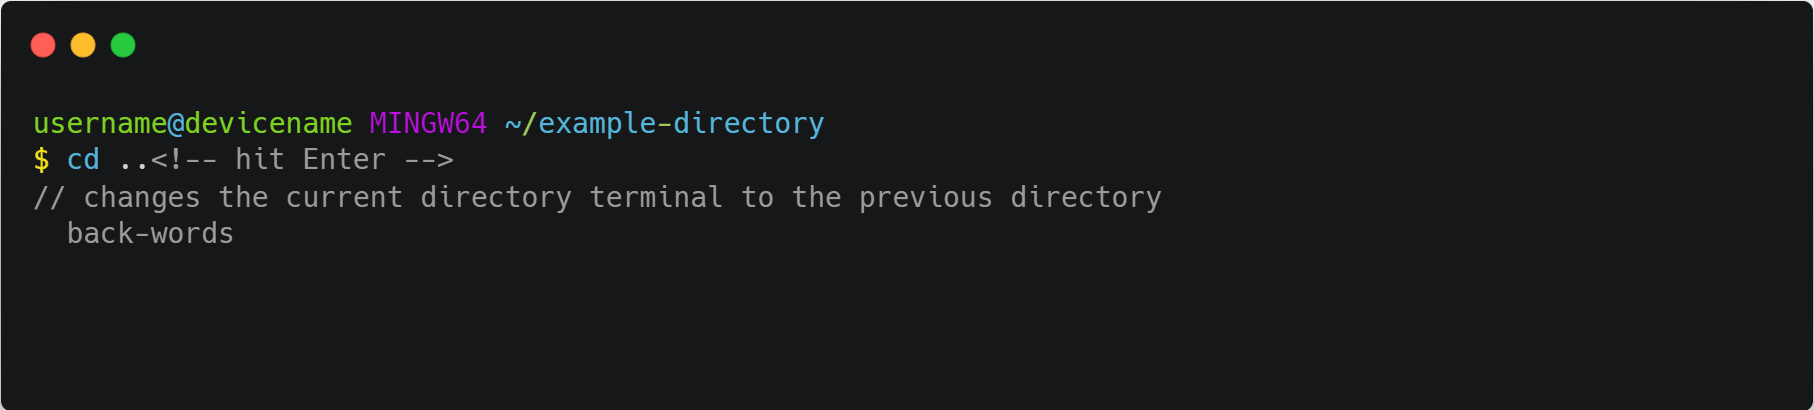 username@devicename MINGW64 ~/example-directory
$ cd ..<!-- hit Enter -->
// changes the current directory terminal to the previous directory
back-words